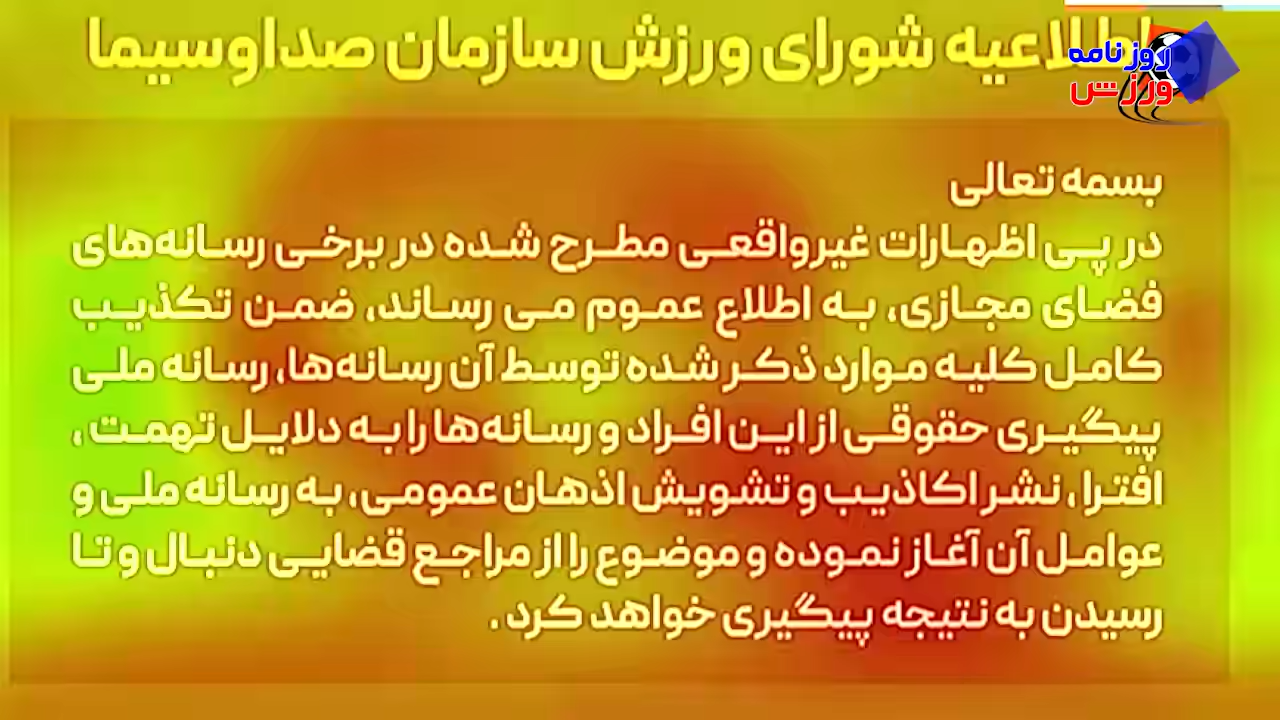 اطلاعیه شورای ورزش سازمان صداوسیما
روزنامه
ورزش
بسمه تعالی
در پی اظهارات غیرواقعی مطرح شده در برخی رسانه‌های
فضای مجازی، به اطلاع عموم می رساند، ضمن تکذیب
کامل کلیه موارد ذکر شده توسط آن رسانه‌ها، رسانه ملی
پیگیری حقوقی از این افراد و رسانه‌ها را به دلایل تهمت ،
افترا ، نشر اکاذیب و تشویش اذهان عمومی، به رسانه ملی و
عوامل آن آغاز نموده و موضوع را از مراجع قضایی دنبال و تا
رسیدن به نتیجه پیگیری خواهد کرد .